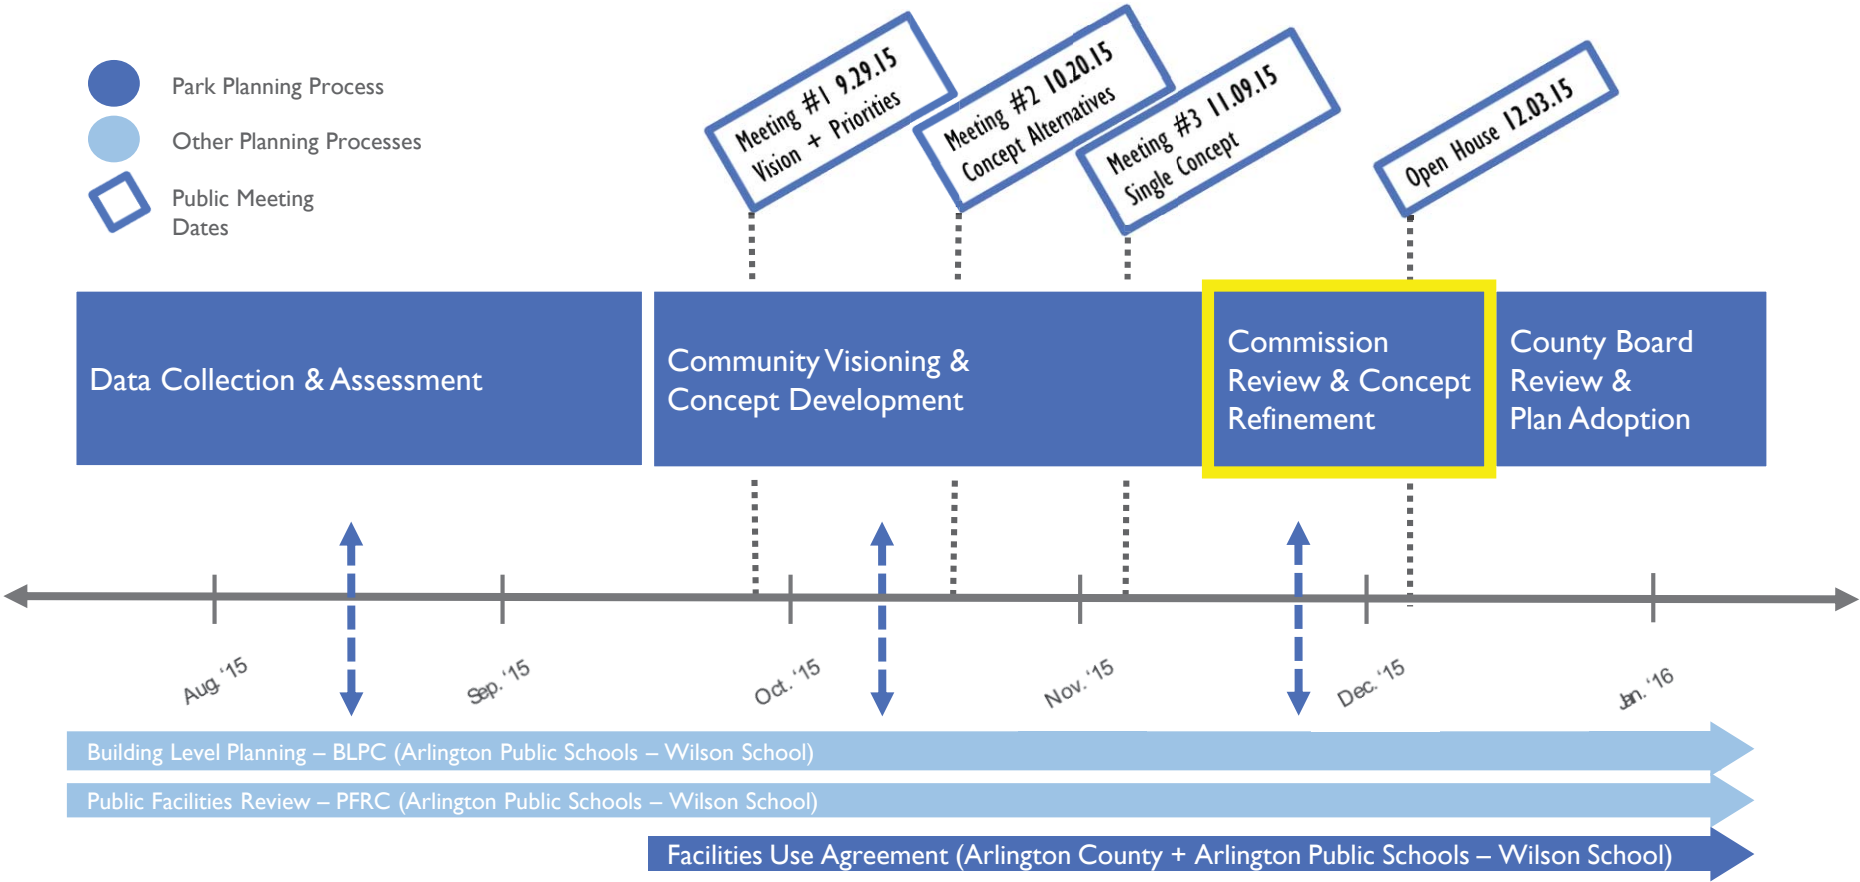 Park Planning Process
Other Planning Processes
Public Meeting
Dates
Meeting #1 9.29.15
Vision + Priorities
Meeting #2 10.20.15
Concept Alternatives
Meeting #3 11.09.15
Single Concept
Open House 12.03.15
Data Collection & Assessment
Community Visioning &
Concept Development
Commission
Review & Concept
Refinement
County Board
Review &
Plan Adoption
Aug. ‘15
Sep. ‘15
Oct. ‘15
Nov. ‘15
Dec. ‘15
Jan. ‘16
Building Level Planning – BLPC (Arlington Public Schools – Wilson School)
Public Facilities Review – PFRC (Arlington Public Schools – Wilson School)
Facilities Use Agreement (Arlington County + Arlington Public Schools – Wilson School)